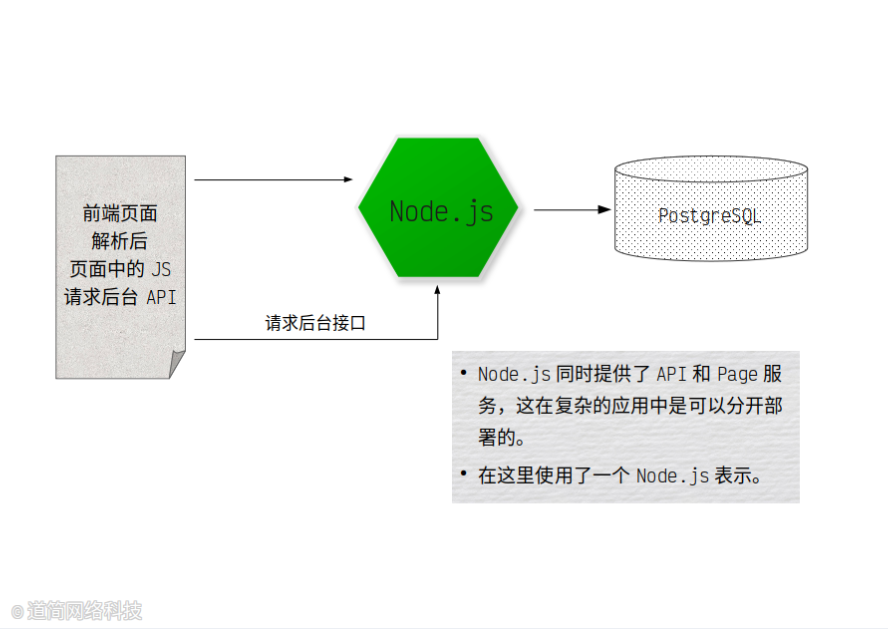 前端页面
解析后
页面中的 JS
请求后台 API
Node.js
PostgreSQL
请求后台接口
• Node.js 同时提供了 API 和 Page 服
务，这在复杂的应用中是可以分开部
署的。
• 在这里使用了一个 Node.js 表示。
© 道简网络科技